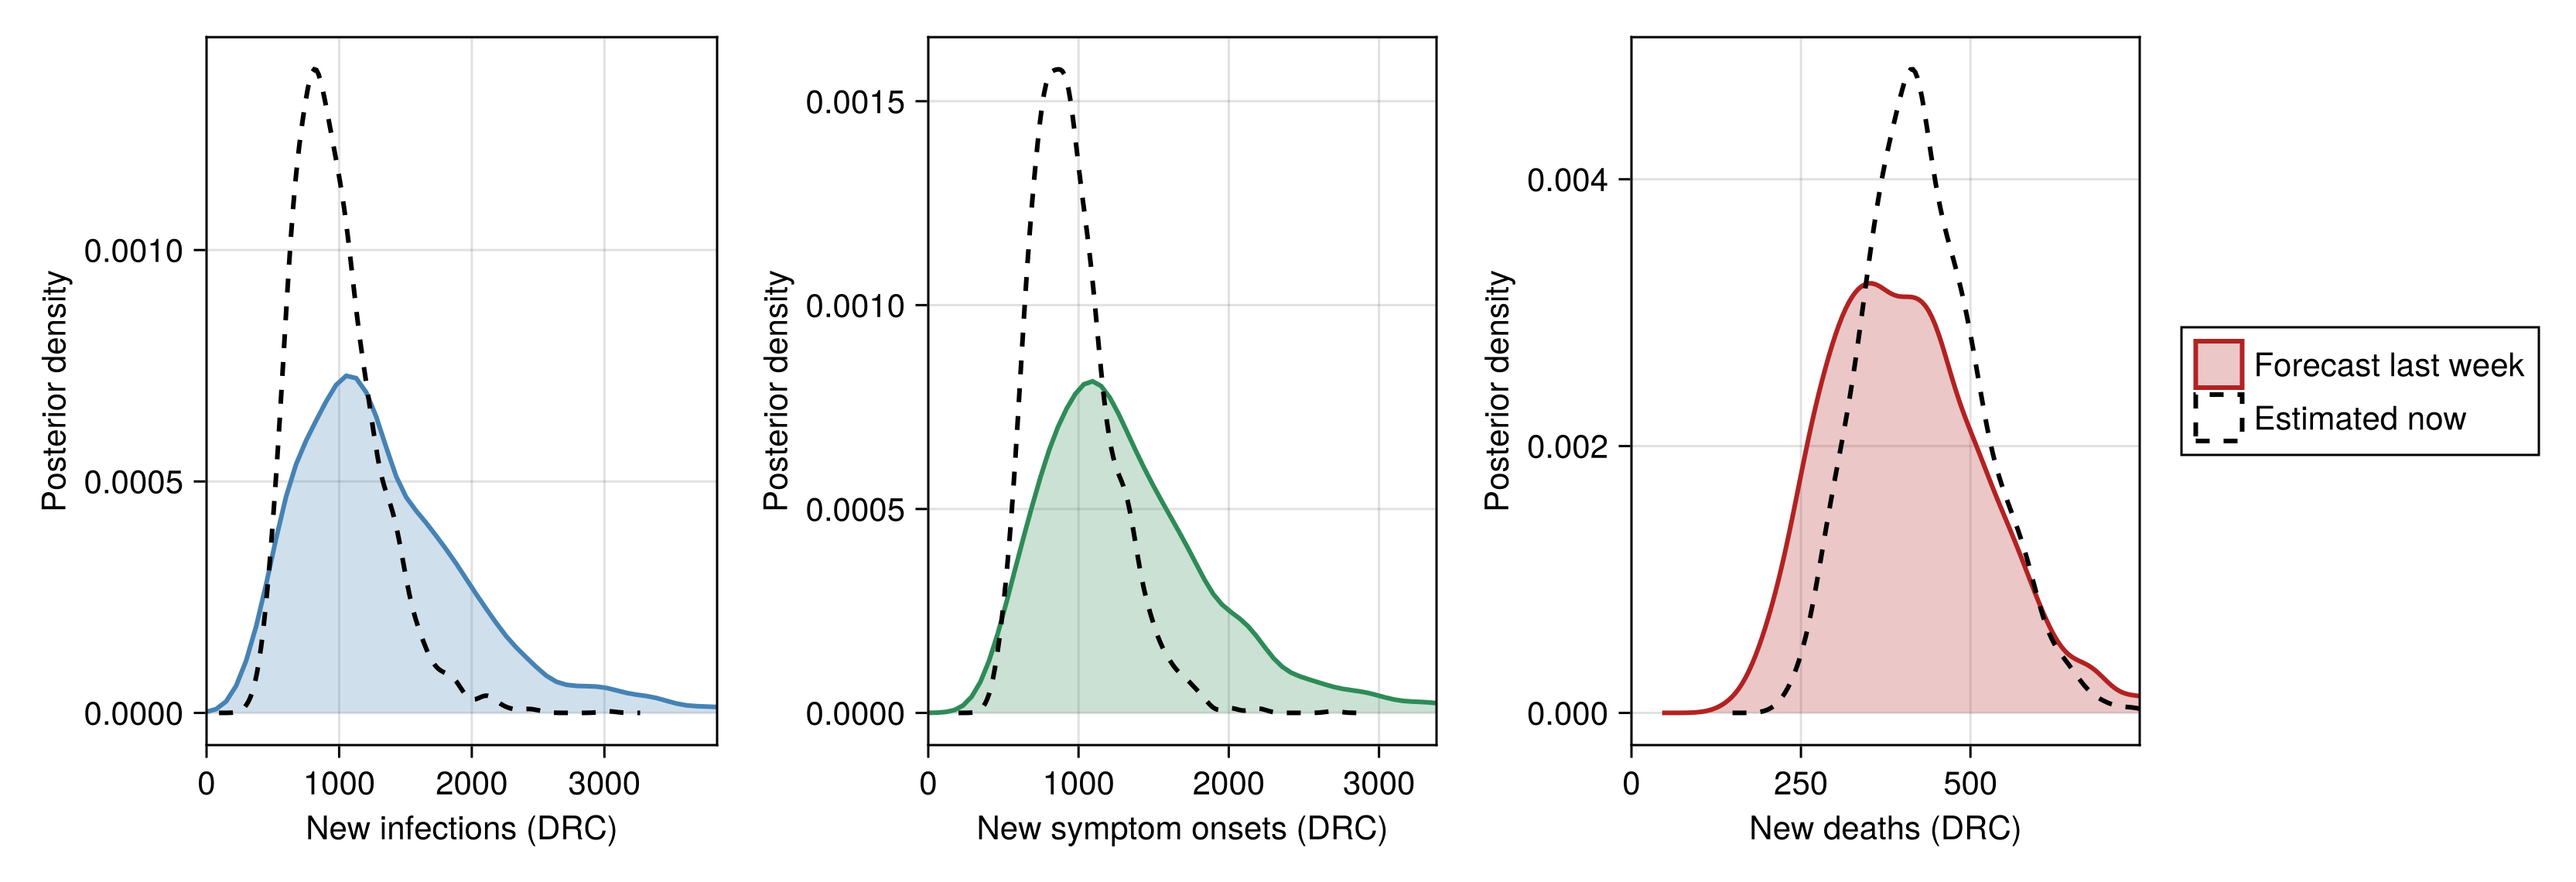 Posterior density
0.0010
0.0005
0.0000
0
1000
2000
3000
New infections (DRC)
Posterior density
0.0015
0.0010
0.0005
0.0000
0
1000
2000
3000
New symptom onsets (DRC)
Posterior density
0.004
0.002
0.000
0
250
500
New deaths (DRC)
Forecast last week
Estimated now